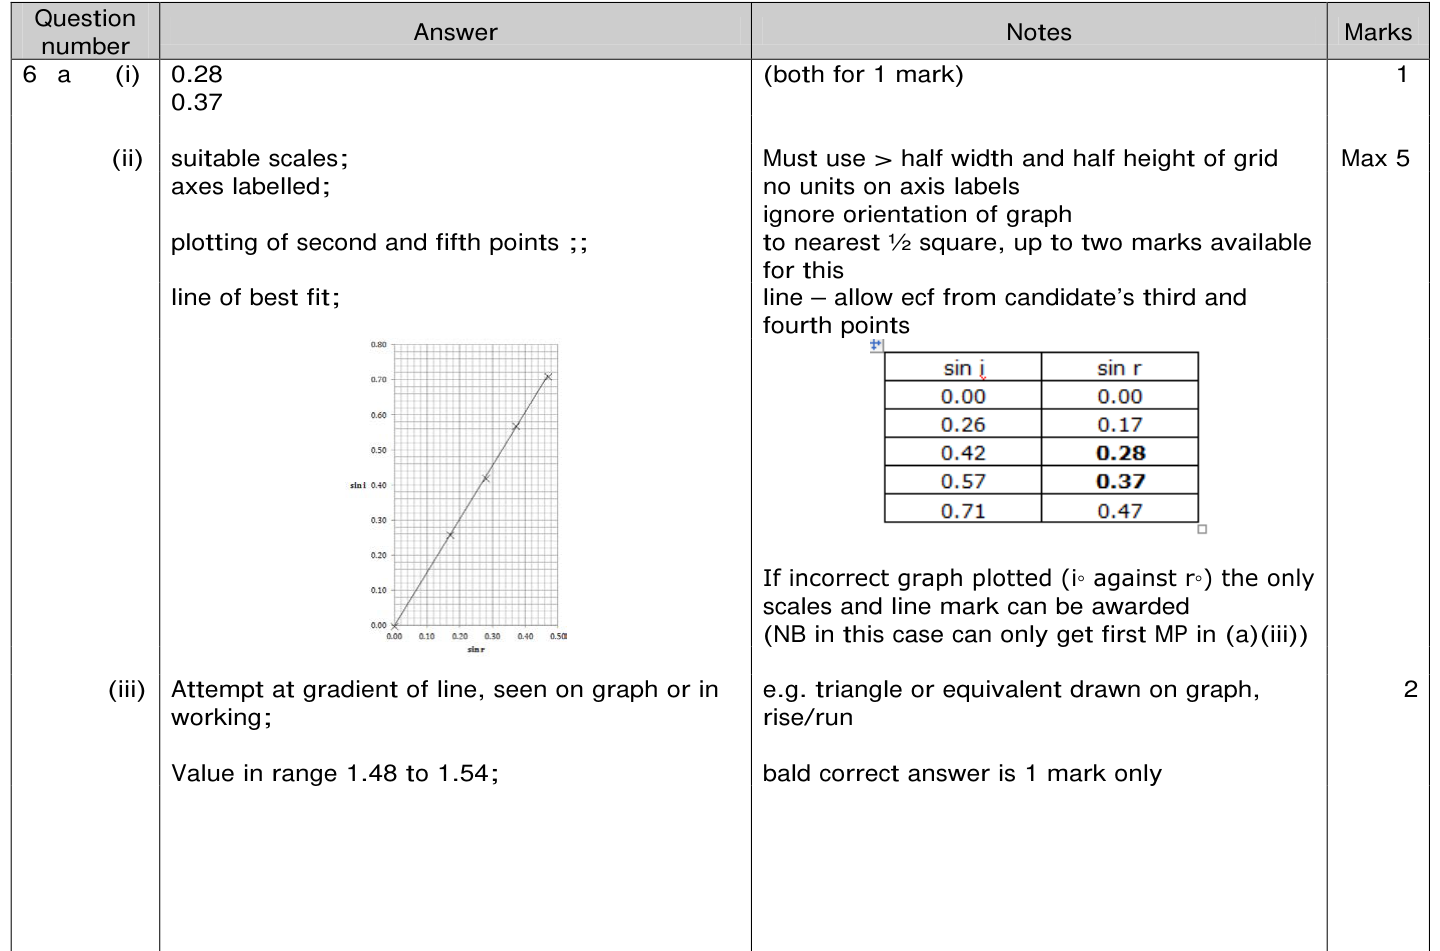 Question number
Answer
Notes
Marks
6 a (i)
0.28
0.37
(both for 1 mark)
1
(ii)
suitable scales;
axes labelled;
plotting of second and fifth points ;;
line of best fit;
Must use > half width and half height of grid
no units on axis labels
ignore orientation of graph
to nearest ½ square, up to two marks available
for this
line – allow ecf from candidate's third and
fourth points
Max 5
0.80
0.70
0.60
0.50
sin i 0.40
0.30
0.20
0.10
0.00
0.00 0.10 0.20 0.30 0.40 0.50
sin r
sin i sin r
0.00 0.00
0.26 0.17
0.42 0.28
0.57 0.37
0.71 0.47
If incorrect graph plotted (i◦ against r◦) the only
scales and line mark can be awarded
(NB in this case can only get first MP in (a)(iii))
(iii)
Attempt at gradient of line, seen on graph or in
working;
Value in range 1.48 to 1.54;
e.g. triangle or equivalent drawn on graph,
rise/run
bald correct answer is 1 mark only
2